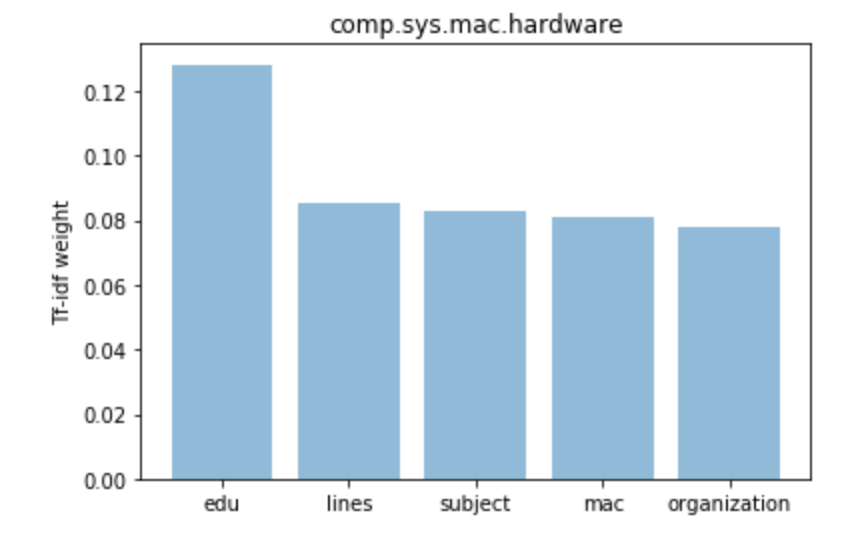 comp.sys.mac.hardware
Tf-idf weight
0.12
0.10
0.08
0.06
0.04
0.02
0.00
edu lines subject mac organization